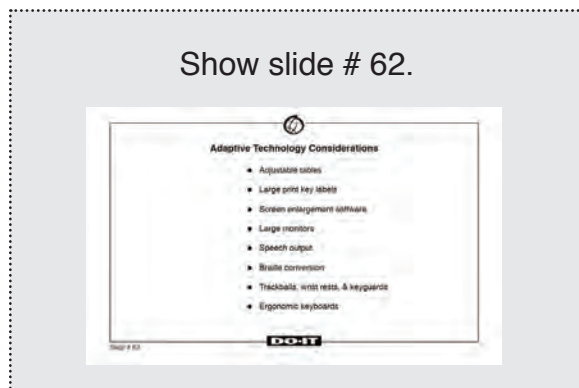 Show slide # 62.
Adaptive Technology Considerations
Adjustable tables
Large print key labels
Screen enlargement software
Large monitors
Speech output
Braille conversion
Trackballs, wrist rests, & keyguards
Ergonomic keyboards
DO-IT
Slide #